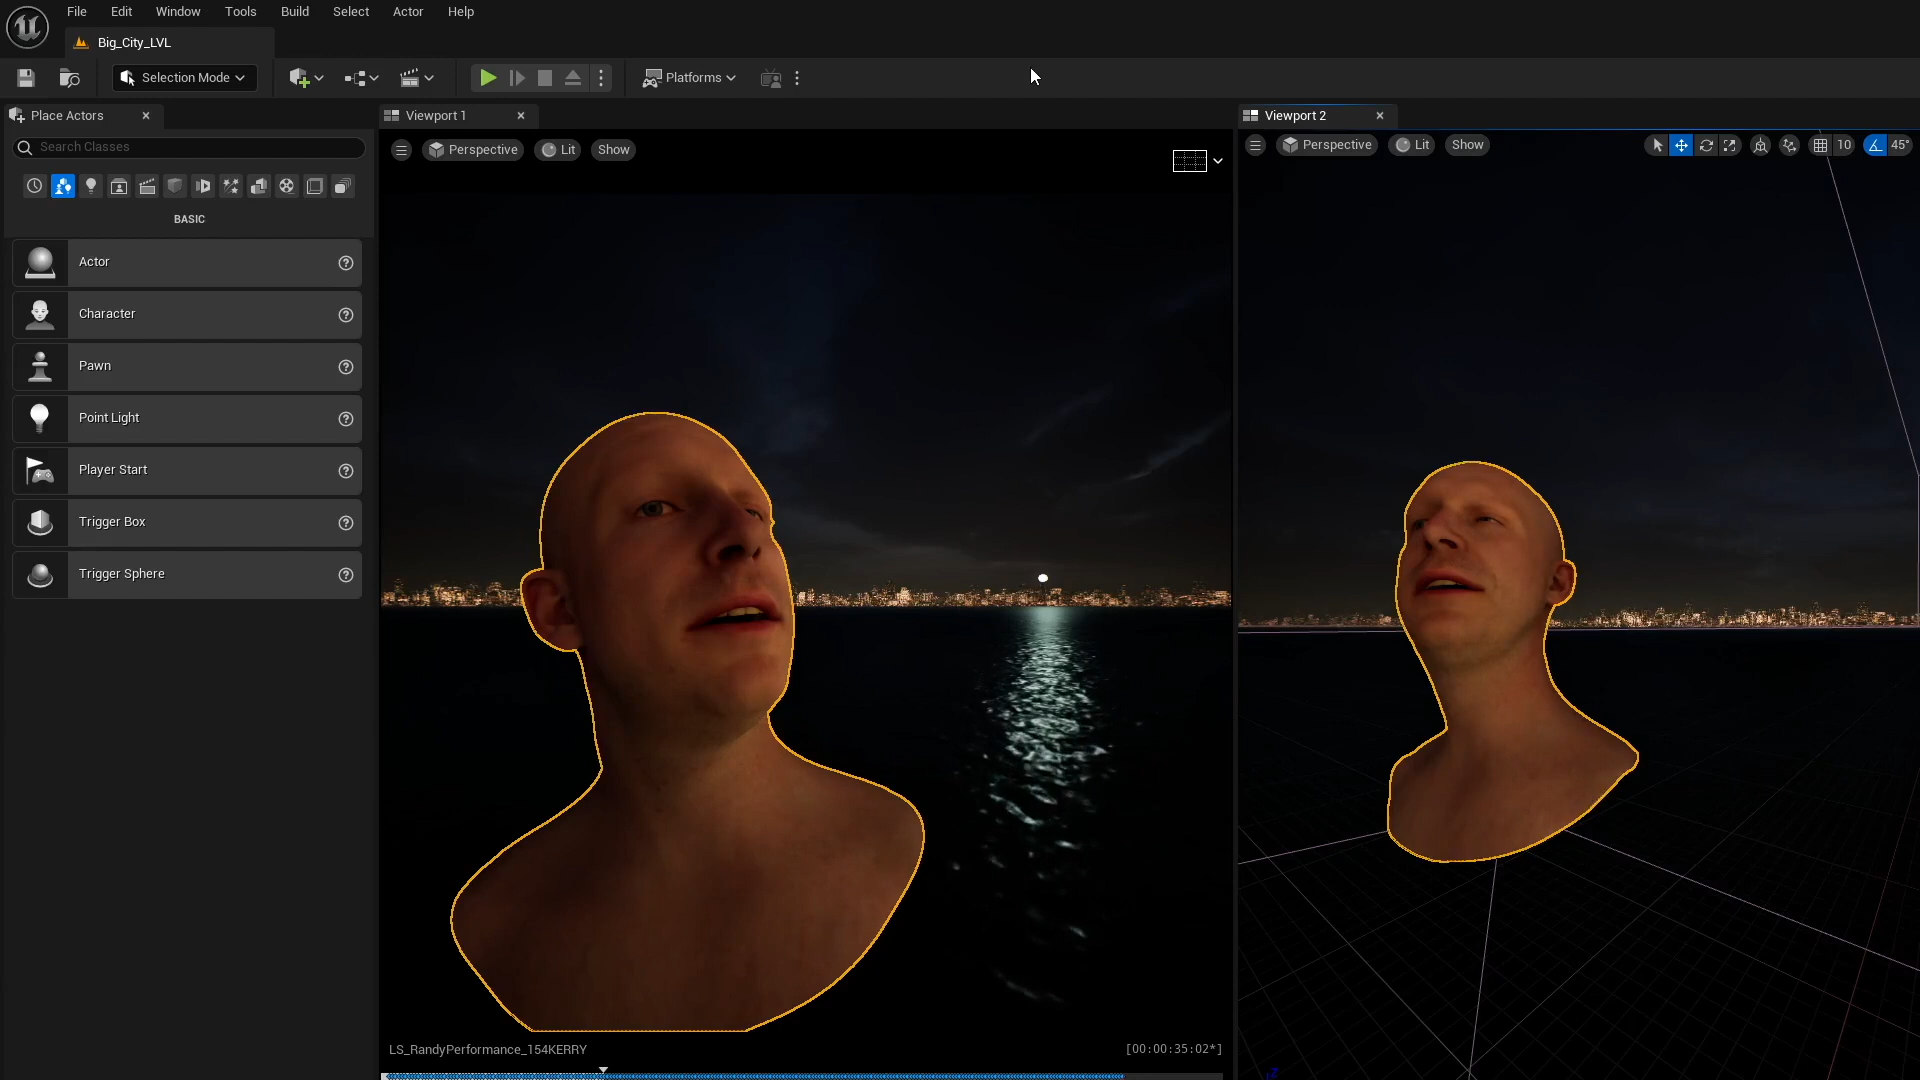 File Edit Window Tools Build Select Actor Help
Big_City_LVL
Selection Mode
Platforms
Place Actors
Viewport 1
Viewport 2
Search Classes
Perspective Lit Show
Perspective Lit Show
10
45°
BASIC
Actor
Character
Pawn
Point Light
Player Start
Trigger Box
Trigger Sphere
LS_RandyPerformance_154KERRY
[00:00:35:02*]